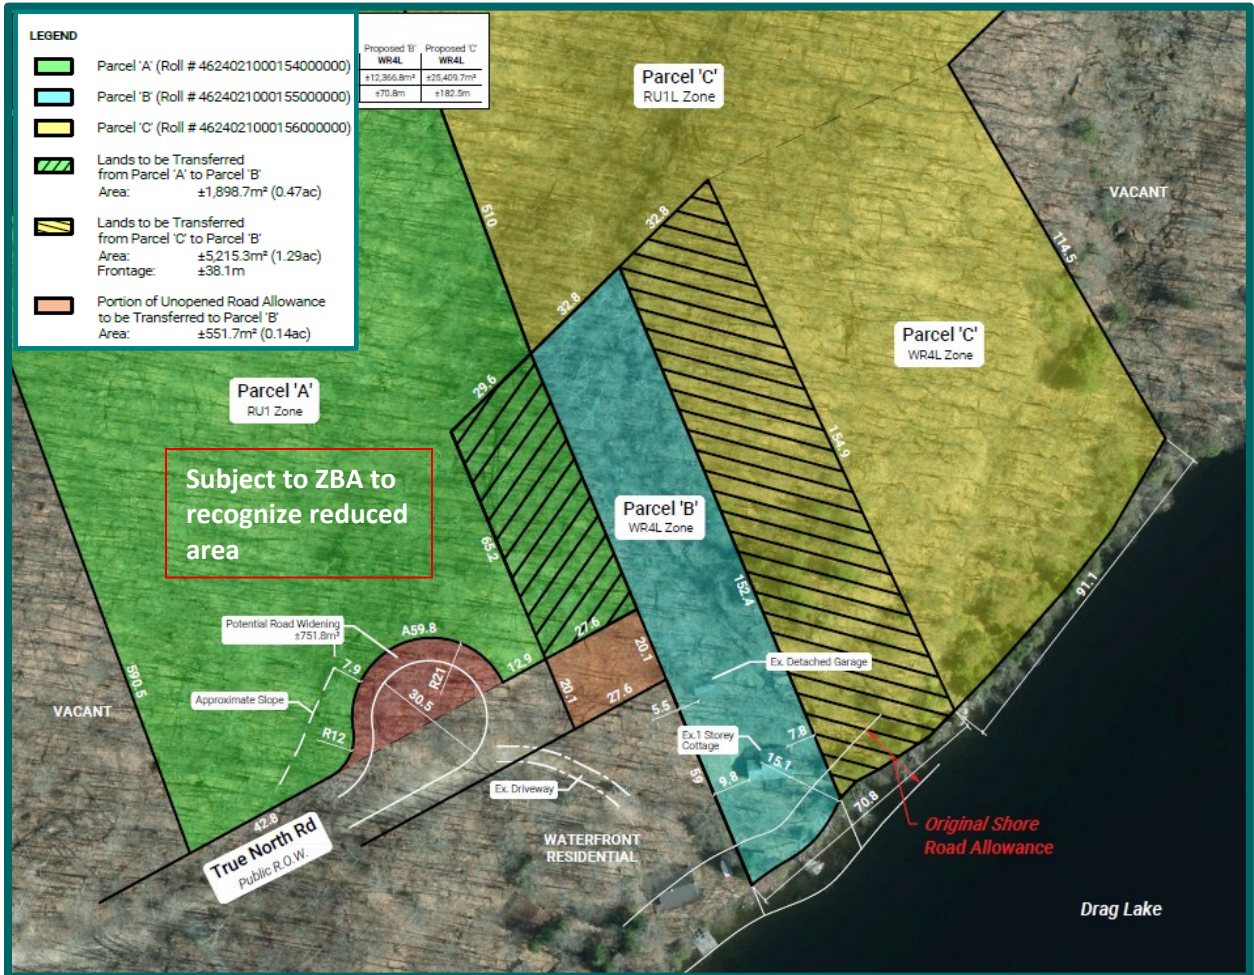 LEGEND
Parcel 'A' (Roll # 4624021000154000000)
Parcel 'B' (Roll # 4624021000155000000)
Parcel 'C' (Roll # 4624021000156000000)
Lands to be Transferred
from Parcel 'A' to Parcel 'B'
Area: ±1,898.7m² (0.47ac)
Lands to be Transferred
from Parcel 'C' to Parcel 'B'
Area: ±5,215.3m² (1.29ac)
Frontage: ±38.1m
Portion of Unopened Road Allowance
to be Transferred to Parcel 'B'
Area: ±551.7m² (0.14ac)
Proposed 'B' Proposed 'C'
WR4L WR4L
±12,366.8m² ±25,409.7m²
±70.8m ±182.5m
Parcel 'C'
RU1L Zone
VACANT
510
32.8
114.5
32.8
Parcel 'C'
WR4L Zone
29.6
Parcel 'A'
RU1 Zone
154.9
Subject to ZBA to
recognize reduced
area
Parcel 'B'
WR4L Zone
65.2
152.4
91.1
Potential Road Widening
±751.8m²
A59.8
27.6
20.1
12.9
7.9
R21
30.5
Ex. Detached Garage
590.5
Approximate Slope
20.1
27.6
VACANT
5.5
R12
Ex.1 Storey
Cottage
7.8
15.1
59
9.8
Ex. Driveway
70.8
42.8
Original Shore
Road Allowance
True North Rd
Public R.O.W.
WATERFRONT
RESIDENTIAL
Drag Lake